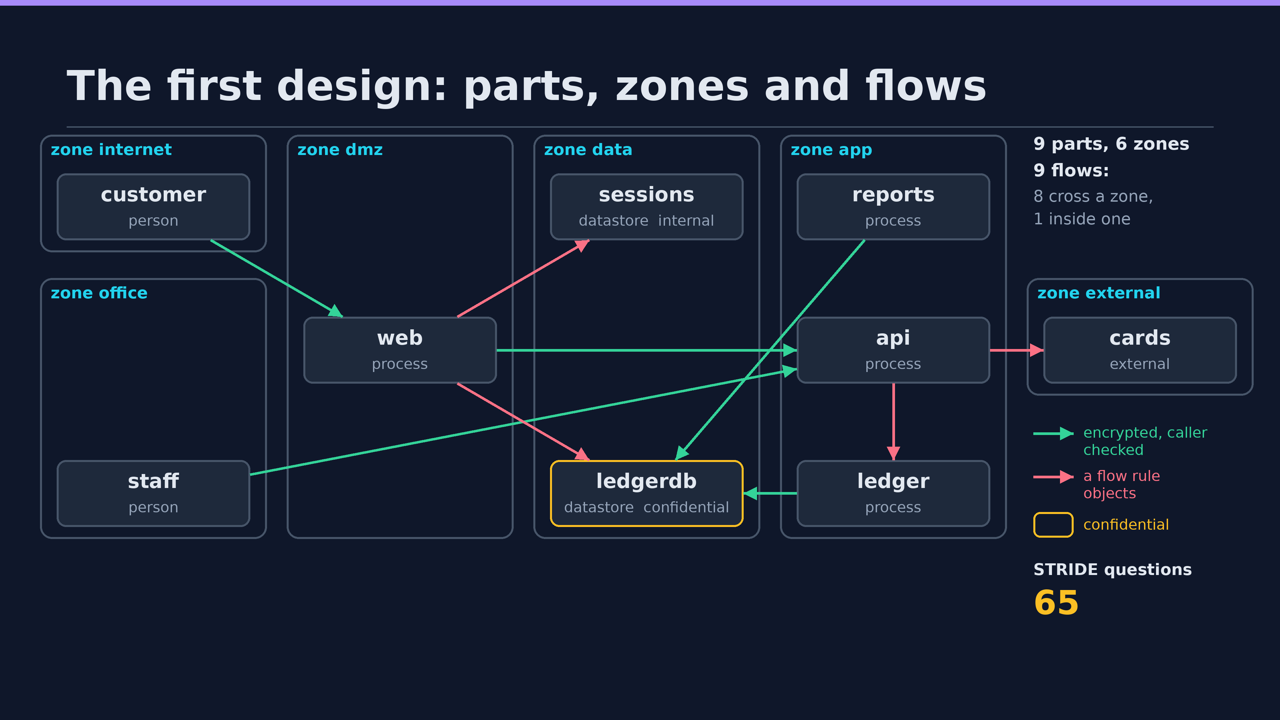 The first design: parts, zones and flows
zone internet
customer
person
zone dmz
zone data
sessions
datastore internal
zone app
reports
process
9 parts, 6 zones
9 flows:
8 cross a zone,
1 inside one
zone office
web
process
api
process
zone external
cards
external
staff
person
ledgerdb
datastore confidential
ledger
process
encrypted, caller
checked
a flow rule
objects
confidential
STRIDE questions
65